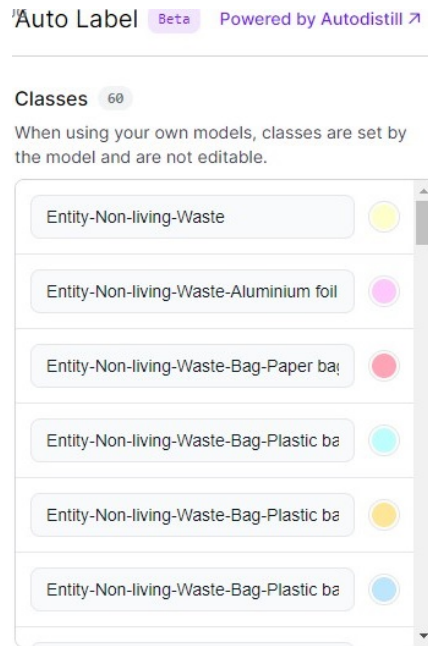 Auto Label Beta Powered by Autodistill ↗
Classes 60
When using your own models, classes are set by
the model and are not editable.
Entity-Non-living-Waste
Entity-Non-living-Waste-Aluminium foil
Entity-Non-living-Waste-Bag-Paper bag
Entity-Non-living-Waste-Bag-Plastic ba
Entity-Non-living-Waste-Bag-Plastic ba
Entity-Non-living-Waste-Bag-Plastic ba